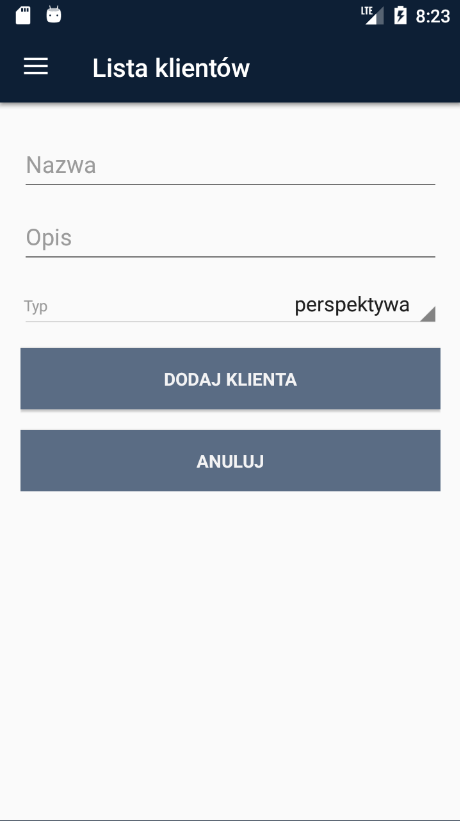 LTE 8:23
Lista klientów
Nazwa
Opis
Typ perspektywa
DODAJ KLIENTA
ANULUJ